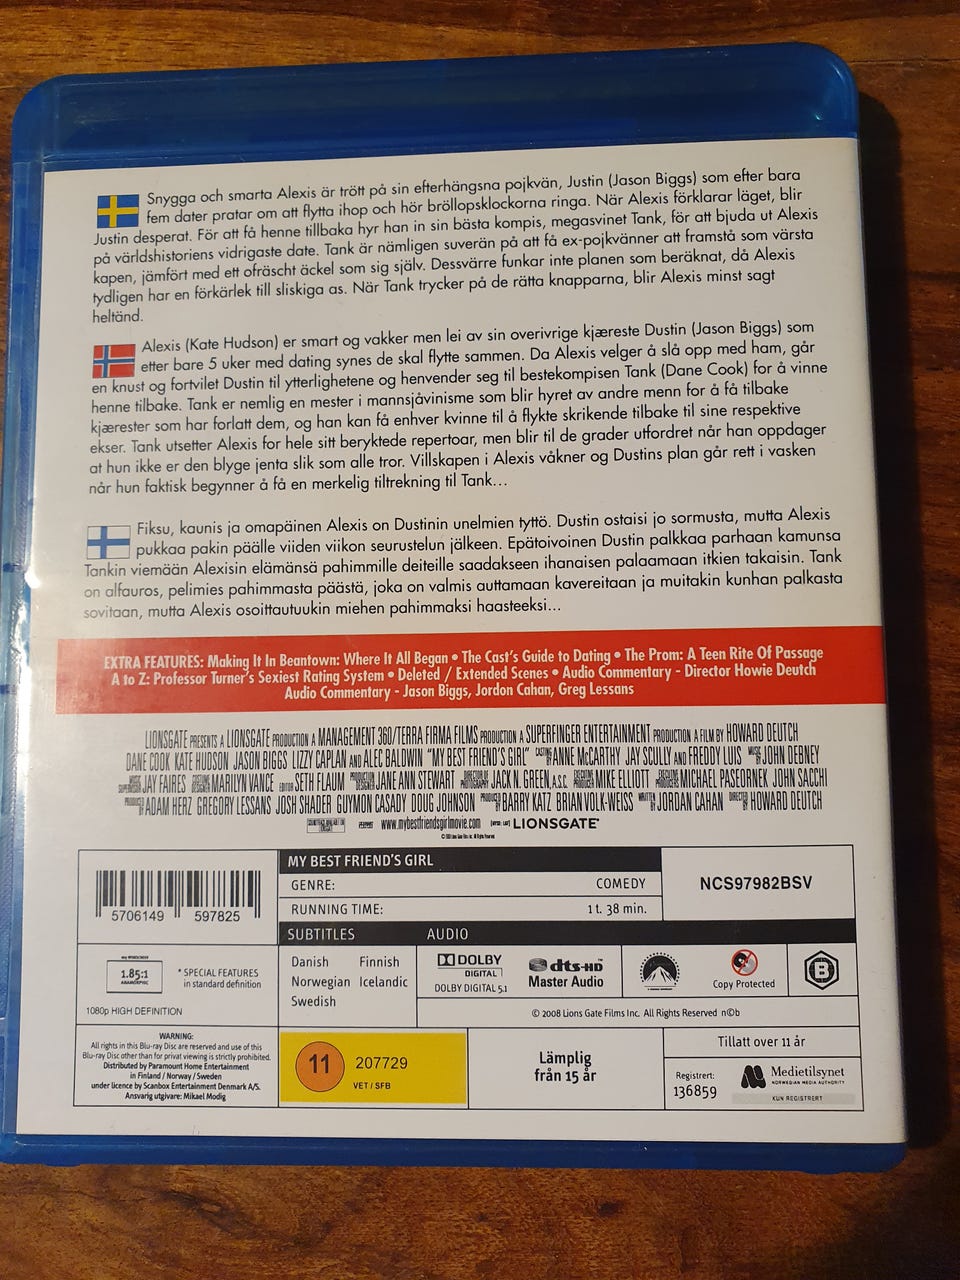 Snygga och smarta Alexis är trött på sin efterhängsna pojkvän, Justin (Jason Biggs) som efter bara
fem dater pratar om att flytta ihop och hör bröllopsklockorna ringa. När Alexis förklarar läget, blir
Justin desperat. För att få henne tillbaka hyr han in sin bästa kompis, megasvinet Tank, för att bjuda ut Alexis
på världshistoriens vidrigaste date. Tank är nämligen suverän på att få ex-pojkvänner att framstå som värsta
kapen, jämfört med ett ofräscht äckel som sig själv. Dessvärre funkar inte planen som beräknat, då Alexis
tydligen har en förkärlek till sliskiga as. När Tank trycker på de rätta knapparna, blir Alexis minst sagt
heltänd.
Alexis (Kate Hudson) er smart og vakker men lei av sin overivrige kjæreste Dustin (Jason Biggs) som
etter bare 5 uker med dating synes de skal flytte sammen. Da Alexis velger å slå opp med ham, går
en knust og fortvilet Dustin til ytterlighetene og henvender seg til bestekompisen Tank (Dane Cook) for å vinne
henne tilbake. Tank er nemlig en mester i mannsjåvinisme som blir hyret av andre menn for å få tilbake
kjærester som har forlatt dem, og han kan få enhver kvinne til å flykte skrikende tilbake til sine respektive
ekser. Tank utsetter Alexis for hele sitt beryktede repertoar, men blir til de grader utfordret når han oppdager
at hun ikke er den blyge jenta slik som alle tror. Villskapen i Alexis våkner og Dustins plan går rett i vasken
når hun faktisk begynner å få en merkelig tiltrekning til Tank...
Fiksu, kaunis ja omapäinen Alexis on Dustinin unelmien tyttö. Dustin ostaisi jo sormusta, mutta Alexis
pukkaa pakin päälle viiden viikon seurustelun jälkeen. Epätoivoinen Dustin palkkaa parhaan kamunsa
Tankin viemään Alexisin elämänsä pahimmille deiteille saadakseen ihanaisen palaamaan itkien takaisin. Tank
on alfauros, pelimies pahimmasta päästä, joka on valmis auttamaan kavereitaan ja muitakin kunhan palkasta
sovitaan, mutta Alexis osoittautuukin miehen pahimmaksi haasteeksi...
EXTRA FEATURES: Making It In Beantown: Where It All Began • The Cast's Guide to Dating • The Prom: A Teen Rite Of Passage
A to Z: Professor Turner's Sexiest Rating System • Deleted / Extended Scenes • Audio Commentary - Director Howie Deutch
Audio Commentary - Jason Biggs, Jordon Cahan, Greg Lessans
LIONSGATE PRESENTS A LIONSGATE PRODUCTION A MANAGEMENT 360/TERRA FIRMA FILMS PRODUCTION A SUPERFINGER ENTERTAINMENT PRODUCTION A FILM BY HOWARD DEUTCH
DANE COOK KATE HUDSON JASON BIGGS LIZZY CAPLAN AND ALEC BALDWIN "MY BEST FRIEND'S GIRL" CASTING BY ANNE McCARTHY JAY SCULLY AND FREDDY LUIS MUSIC BY JOHN DEBNEY
MUSIC SUPERVISOR JAY FAIRES COSTUME DESIGNER MARILYN VANCE EDITOR SETH FLAUM PRODUCTION DESIGNER JANE ANN STEWART DIRECTOR OF PHOTOGRAPHY JACK N. GREEN, A.S.C. EXECUTIVE PRODUCER MIKE ELLIOTT EXECUTIVE PRODUCERS MICHAEL PASEORNEK JOHN SACCHI
PRODUCED BY ADAM HERZ GREGORY LESSANS JOSH SHADER GUYMON CASADY DOUG JOHNSON PRODUCED BY BARRY KATZ BRIAN VOLK-WEISS WRITTEN BY JORDAN CAHAN DIRECTED BY HOWARD DEUTCH
www.mybestfriendsgirlmovie.com LIONSGATE
MY BEST FRIEND'S GIRL
GENRE: COMEDY
RUNNING TIME: 1 t. 38 min.
NCS97982BSV
5706149 597825
SUBTITLES AUDIO
Danish Finnish
Norwegian Icelandic
Swedish
DOLBY DIGITAL
DOLBY DIGITAL 5.1
dts-HD
Master Audio
Copy Protected
B
© 2008 Lions Gate Films Inc. All Rights Reserved n©b
1.85:1
ANAMORPHIC
* SPECIAL FEATURES
in standard definition
1080p HIGH DEFINITION
WARNING:
All rights in this Blu-ray Disc are reserved and use of this
Blu-ray Disc other than for private viewing is strictly prohibited.
Distributed by Paramount Home Entertainment
in Finland / Norway / Sweden
under licence by Scanbox Entertainment Denmark A/S.
Ansvarig utgivare: Mikael Modig
11 207729
VET / SFB
Lämplig
från 15 år
Tillatt over 11 år
Registrert:
136859
Medietilsynet
NORWEGIAN MEDIA AUTHORITY
KUN REGISTRERT